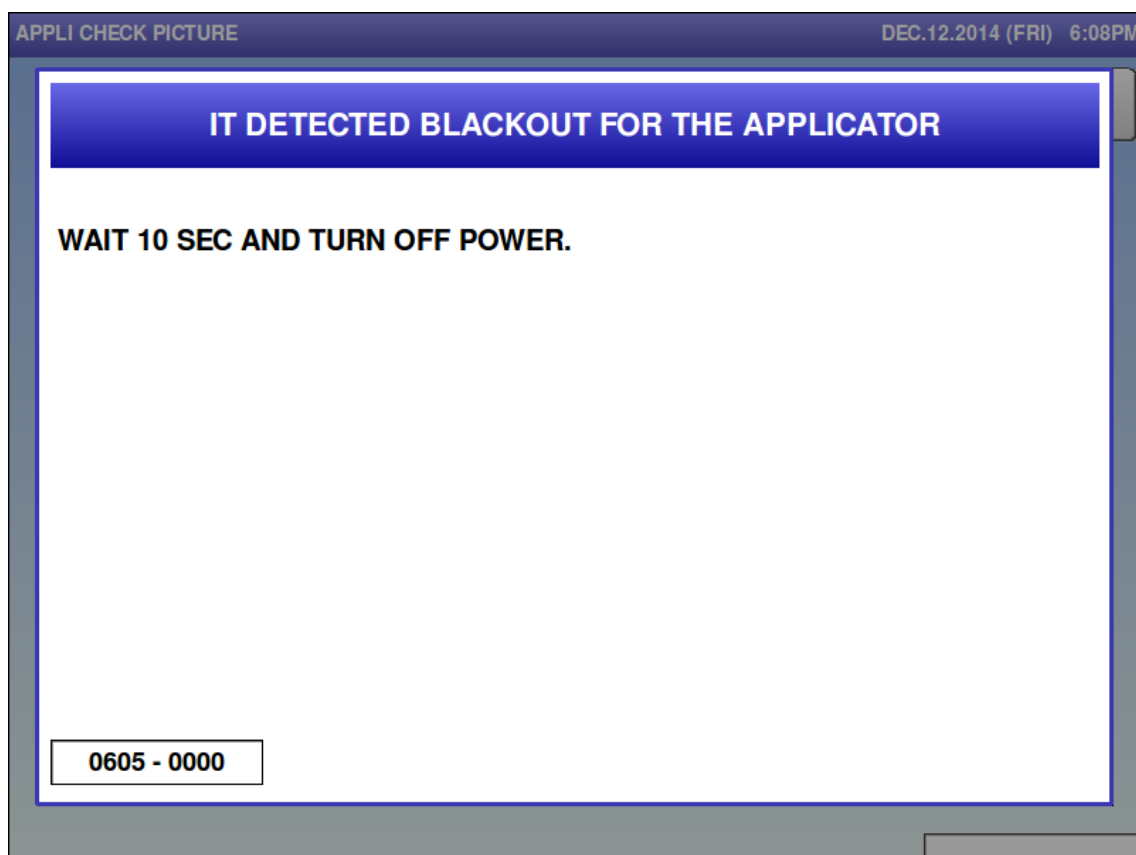 APPLI CHECK PICTURE DEC.12.2014 (FRI) 6:08PM
IT DETECTED BLACKOUT FOR THE APPLICATOR
WAIT 10 SEC AND TURN OFF POWER.
0605 - 0000